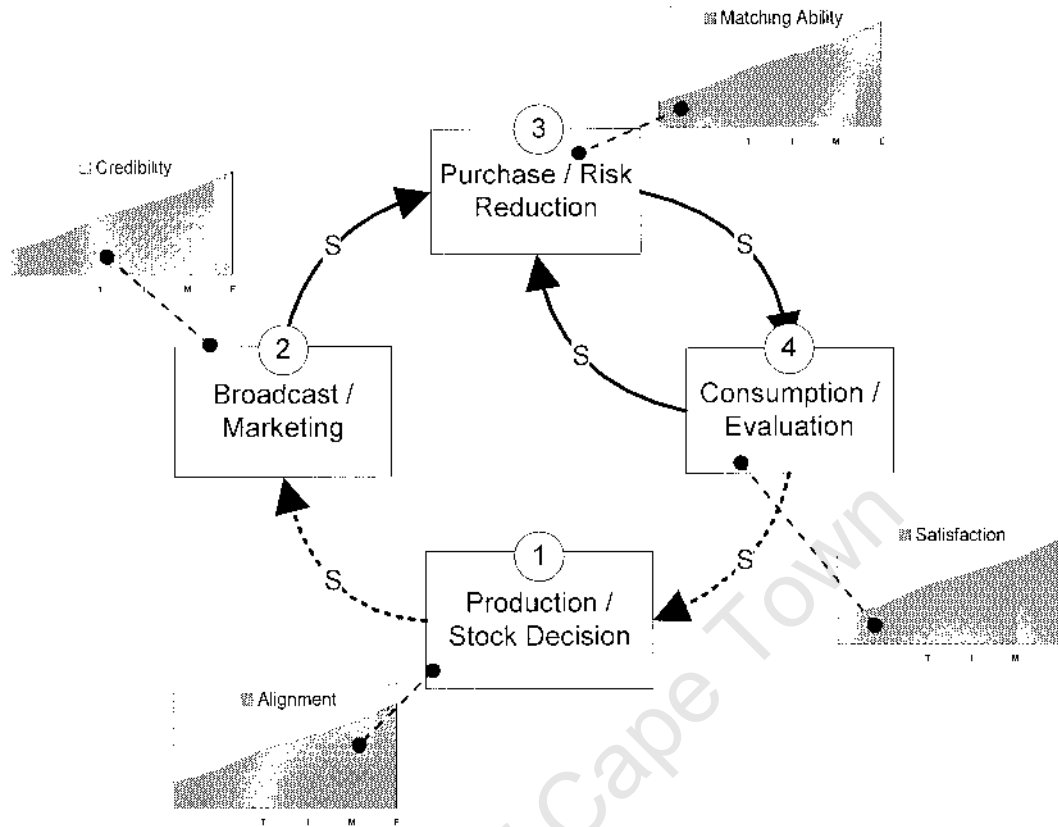 Matching Ability
T I M E
3
Purchase / Risk
Reduction
Credibility
T I M E
S
S
S
2
Broadcast /
Marketing
4
Consumption /
Evaluation
S
S
1
Production /
Stock Decision
Satisfaction
T I M
Alignment
T I M E
Cape Town